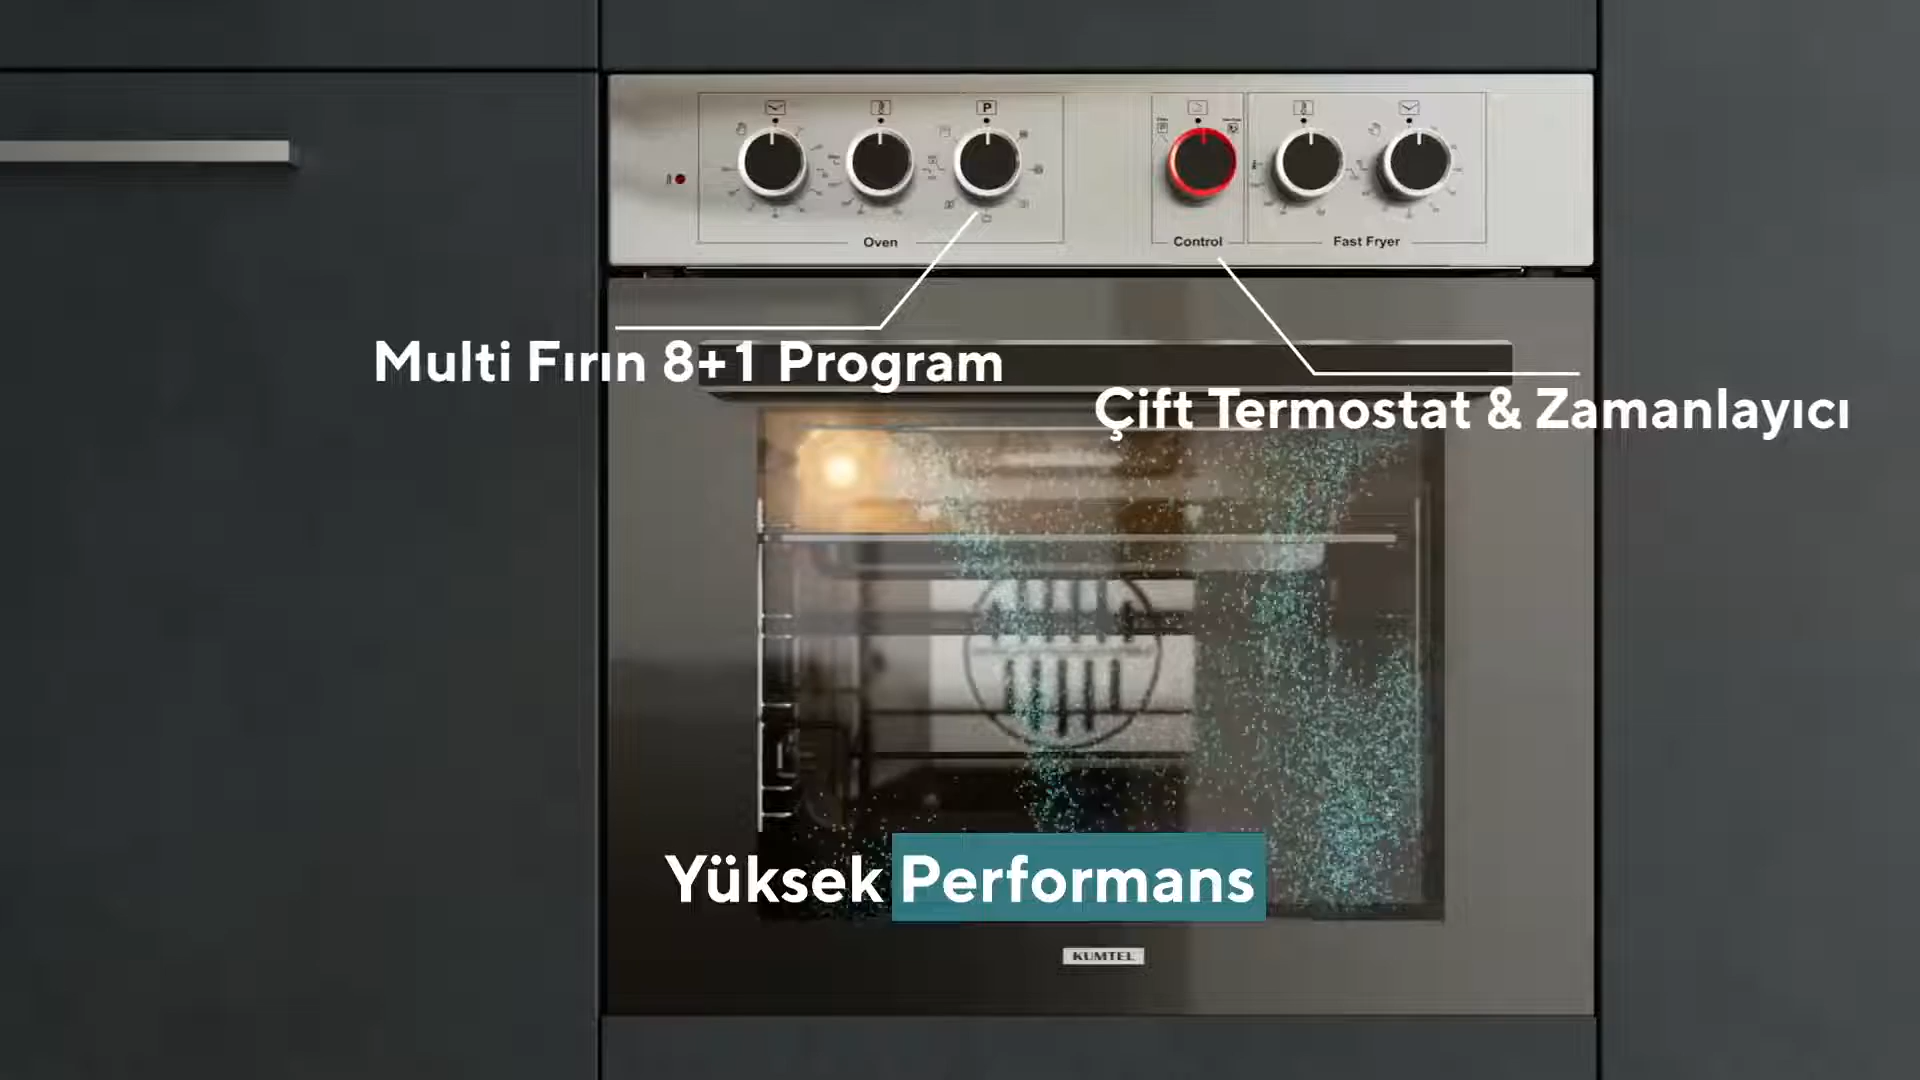 P
Oven
Control
Fast Fryer
Multi Fırın 8+1 Program
Çift Termostat & Zamanlayıcı
Yüksek Performans
KUMTEL